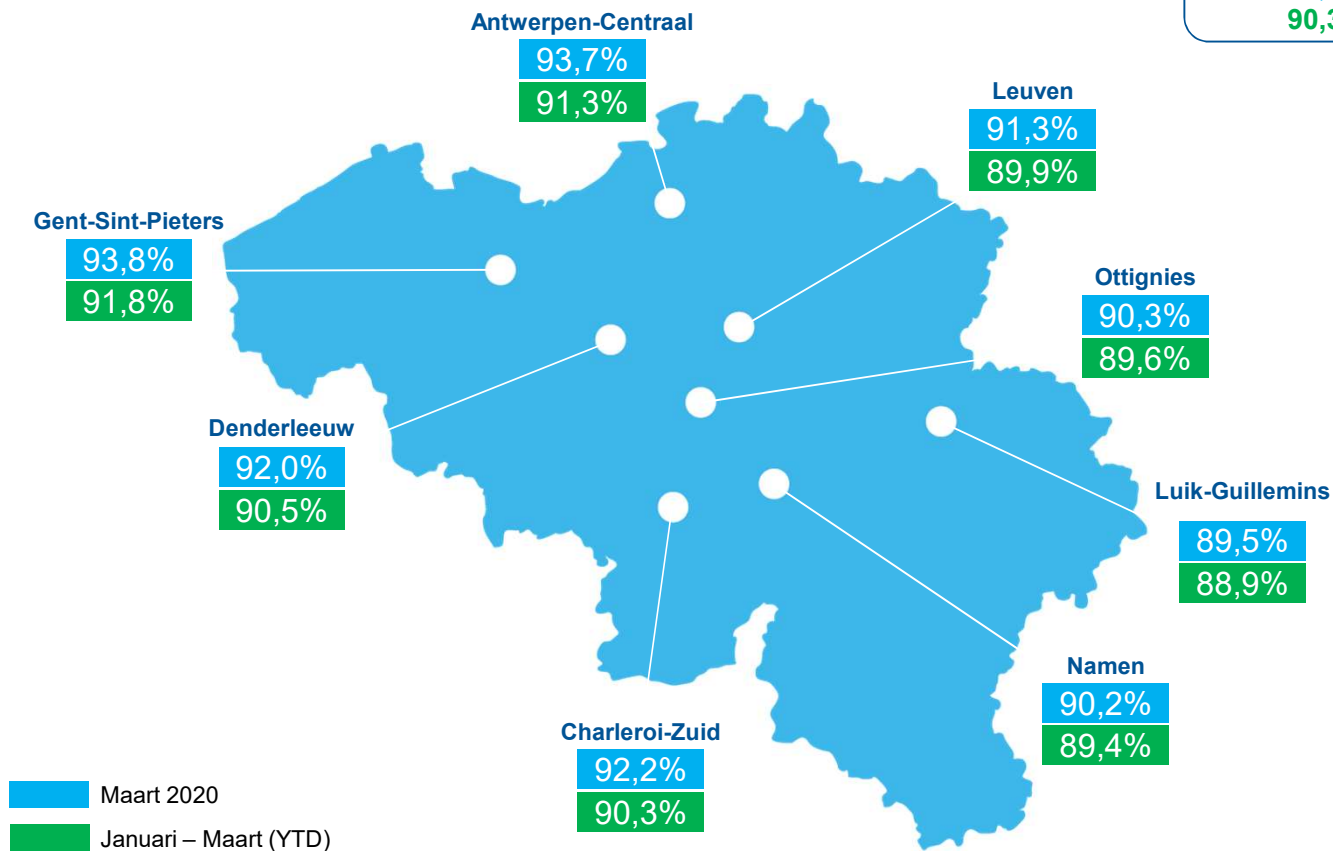 90,3
Antwerpen-Centraal
93,7%
91,3%
Leuven
91,3%
89,9%
Gent-Sint-Pieters
93,8%
91,8%
Ottignies
90,3%
89,6%
Denderleeuw
92,0%
90,5%
Luik-Guillemins
89,5%
88,9%
Namen
90,2%
89,4%
Charleroi-Zuid
92,2%
90,3%
Maart 2020
Januari – Maart (YTD)